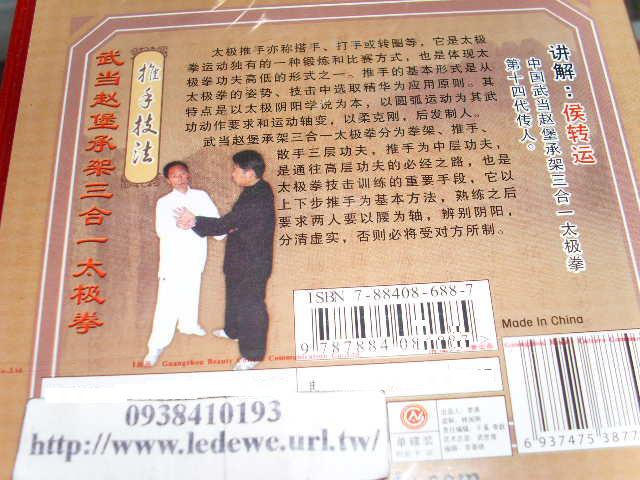 武当赵堡承架三合一太极拳
推手技法
太极推手亦称搭手、打手或转圈等，它是太极
拳运动独有的一种锻炼和比赛方式，也是体现太
极拳功夫高低的形式之一。推手的基本形式是从
太极拳的姿势、技击中选取精华为应用原则。其
特点是以太极阴阳学说为本，以圆弧运动为其武
功动作要求和运动轴变，以柔克刚，后发制人。
武当赵堡承架三合一太极拳分为拳架、推手、
散手三层功夫，推手为中层功夫，
是通往高层功夫的必经之路，也是
太极拳技击训练的重要手段，它以
上下步推手为基本方法，熟练之后
要求两人要以腰为轴，辨别阴阳，
分清虚实，否则必将受对方所制。
讲解：侯转运
中国武当赵堡承架三合一太极拳
第十四代传人。
ISBN 7-88408-688-7
Made In China
Guangzhou Beauty Culture Communication
0938410193
http://www.ledewe.url.tw/
单碟装
6 937475 3877